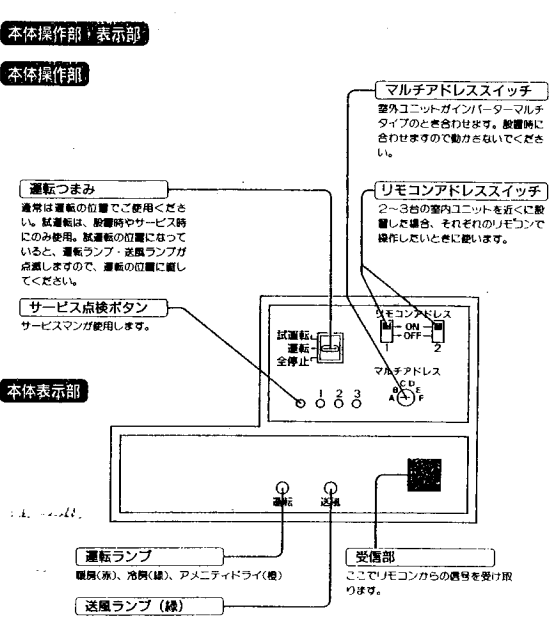 本体操作部・表示部
本体操作部
マルチアドレススイッチ
室外ユニットがインバーターマルチ
タイプのとき合わせます。設置時に
合わせますので動かさないでくださ
い。
運転つまみ
通常は運転の位置でご使用くださ
い。試運転は、設置時やサービス時
にのみ使用。試運転の位置になって
いると、運転ランプ・送風ランプが
点滅しますので、運転の位置に直し
てください。
リモコンアドレススイッチ
2〜3台の室内ユニットを近くに設
置した場合、それぞれのリモコンで
操作したいときに使います。
サービス点検ボタン
サービスマンが使用します。
リモコンアドレス
ON
OFF
1 2
試運転
運転
全停止
マルチアドレス
A B C D E F
1 2 3
本体表示部
運転 送風
運転ランプ
暖房(赤)、冷房(緑)、アメニティドライ(橙)
送風ランプ(緑)
受信部
ここでリモコンからの信号を受け取
ります。